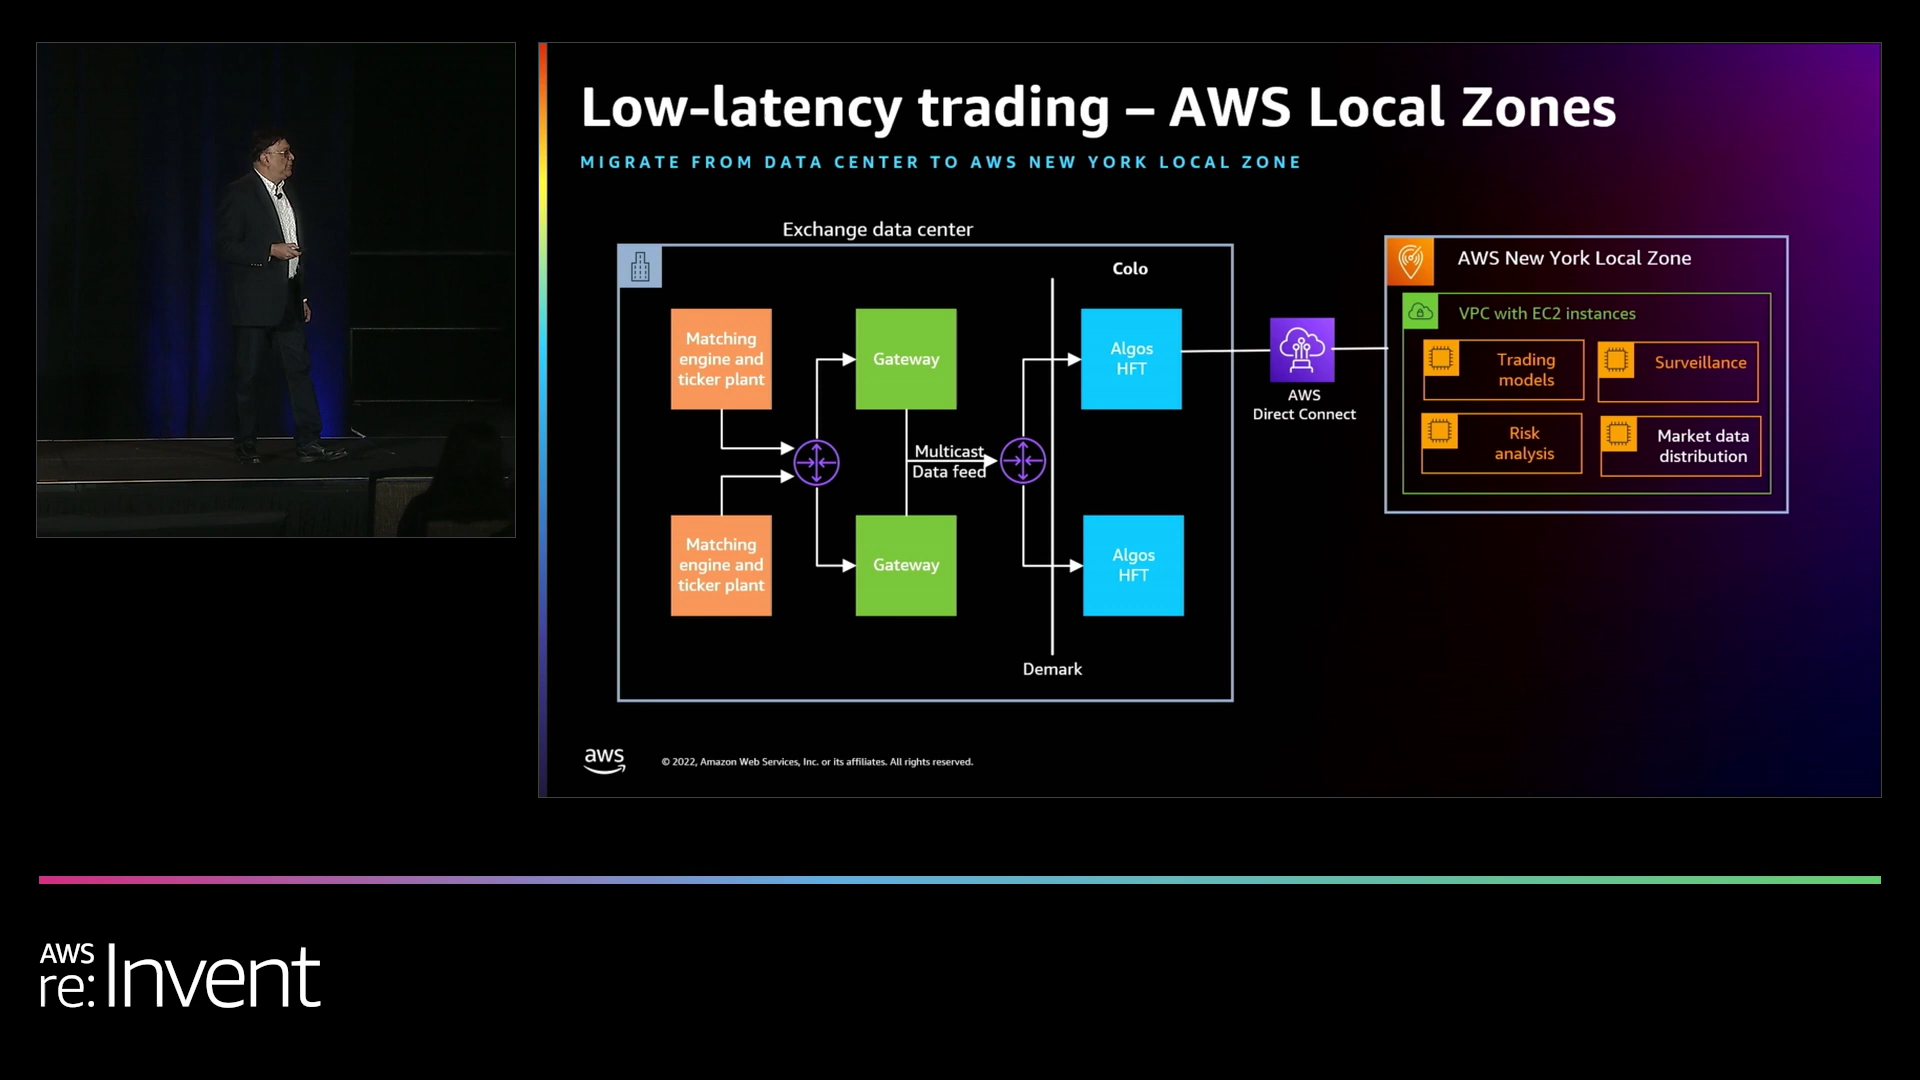 Low-latency trading – AWS Local Zones
MIGRATE FROM DATA CENTER TO AWS NEW YORK LOCAL ZONE
Exchange data center
Colo
Matching
engine and
ticker plant
Gateway
Algos
HFT
Multicast
Data feed
Matching
engine and
ticker plant
Gateway
Algos
HFT
Demark
AWS
Direct Connect
AWS New York Local Zone
VPC with EC2 instances
Trading
models
Surveillance
Risk
analysis
Market data
distribution
aws
© 2022, Amazon Web Services, Inc. or its affiliates. All rights reserved.
AWS
re:Invent